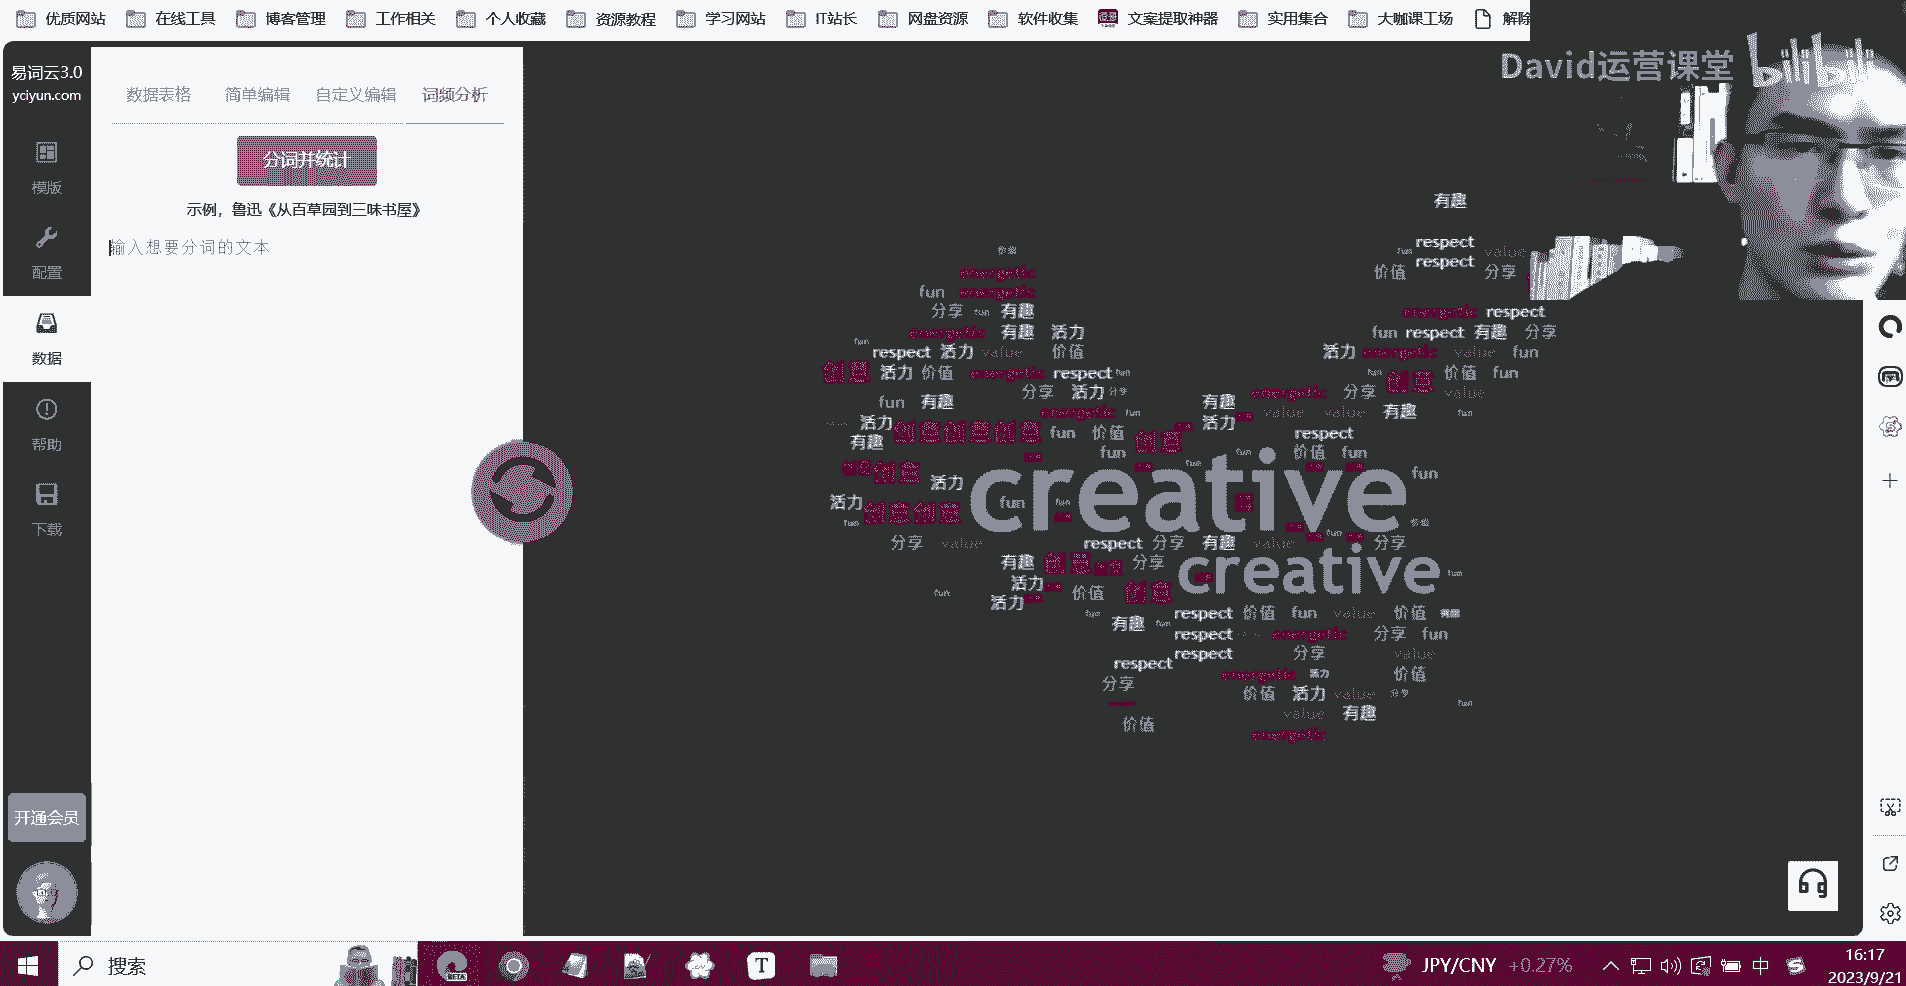 优质网站 在线工具 博客管理 工作相关 个人收藏 资源教程 学习网站 IT站长 网盘资源 软件收集 文案提取神器 实用集合 大咖课工场 解除
David运营课堂 bilibili
易词云3.0
yciyun.com
数据表格 简单编辑 自定义编辑 词频分析
分词并统计
示例，鲁迅《从百草园到三味书屋》
输入想要分词的文本
模版
配置
数据
帮助
下载
开通会员
有趣
respect value
价值 respect 分享
energetic
fun energetic
分享 fun 有趣 energetic respect
energetic 有趣 活力 fun respect 有趣 分享
respect 活力 value 价值 活力 energetic value fun
创意 活力 价值 energetic respect fun 创意 价值 fun
分享 活力 分享 energetic 分享 value
fun 有趣 energetic fun 有趣 value value 有趣 fun
活力 创意创意创意 fun 价值 创意 活力 respect
有趣 fun 价值 fun fun
创意 活力 creative
活力 创意创意 fun
分享 value respect 分享 有趣 value 分享
有趣 创意 分享 creative
活力 价值 创意
活力 respect 价值 fun value 价值
有趣 fun respect energetic 分享 fun
respect respect 分享 value
分享 energetic 活力 价值
价值 活力 value 分享
价值 value 有趣 fun
energetic
搜索
BETA
T
JPY/CNY +0.27%
中
16:17
2023/9/21